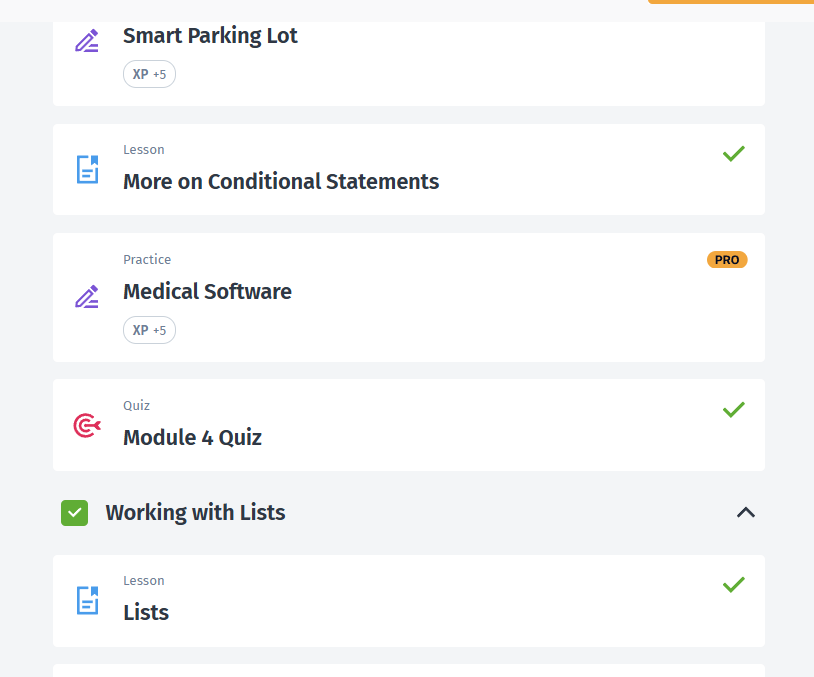 Smart Parking Lot
XP +5
Lesson
More on Conditional Statements
Practice
PRO
Medical Software
XP +5
Quiz
Module 4 Quiz
Working with Lists
Lesson
Lists